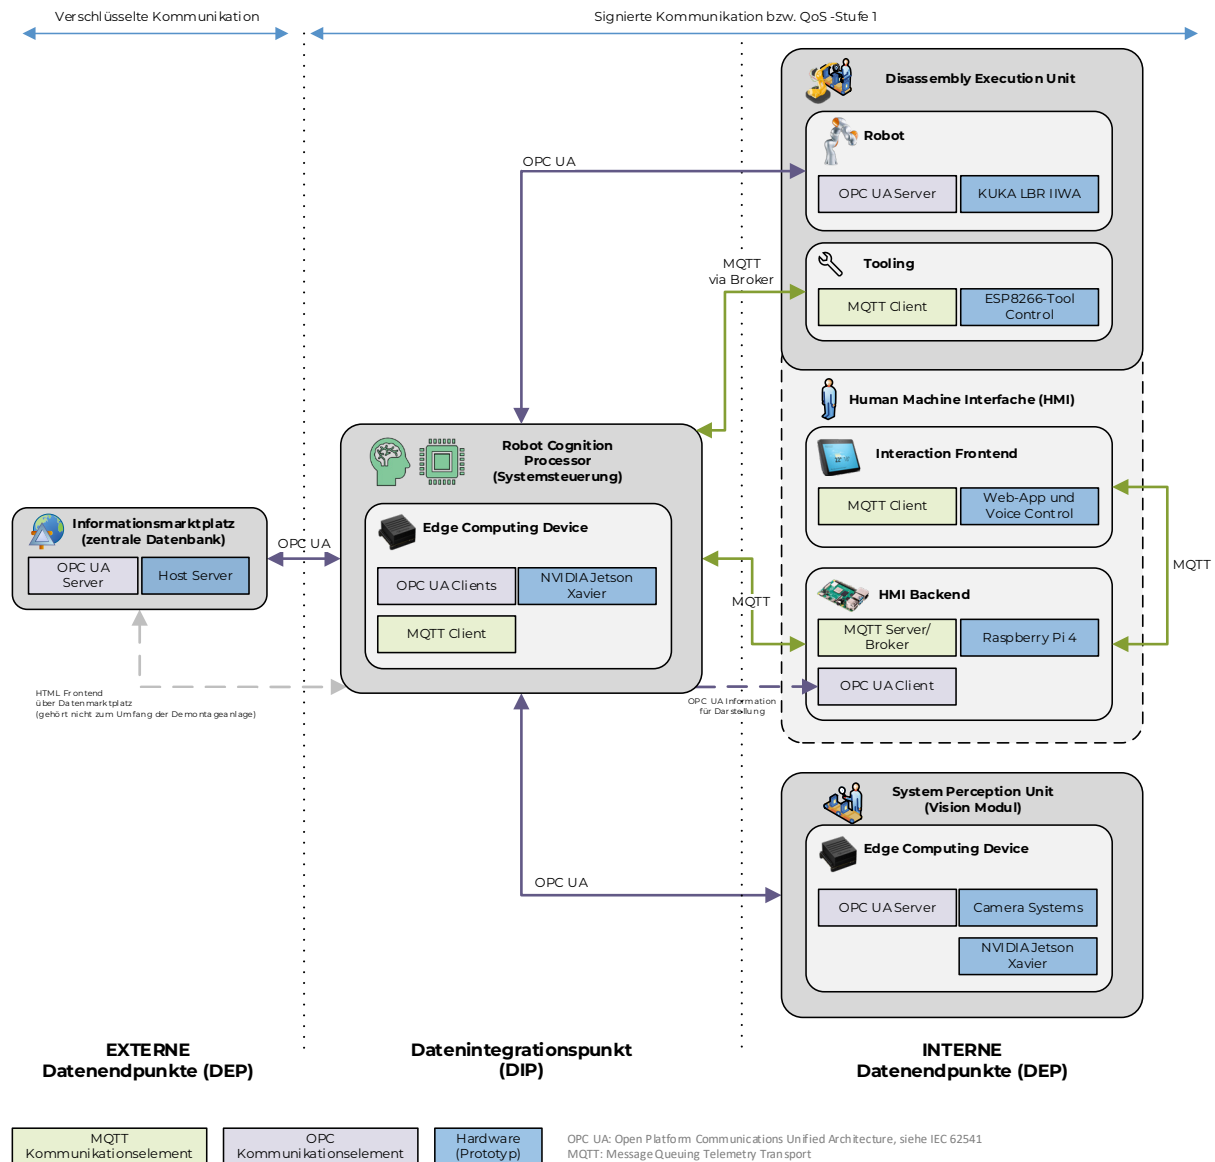 Verschlüsselte Kommunikation
Signierte Kommunikation bzw. QoS -Stufe 1
Disassembly Execution Unit
Robot
OPC UA Server
KUKA LBR IIWA
OPC UA
Tooling
MQTT Client
ESP8266-Tool
Control
MQTT
via Broker
Human Machine Interfache (HMI)
Interaction Frontend
MQTT Client
Web-App und
Voice Control
MQTT
HMI Backend
MQTT Server/
Broker
Raspberry Pi 4
OPC UA Client
Robot Cognition
Processor
(Systemsteuerung)
Edge Computing Device
OPC UA Clients
NVIDIA Jetson
Xavier
MQTT Client
MQTT
Informationsmarktplatz
(zentrale Datenbank)
OPC UA
Server
Host Server
OPC UA
HTML Frontend
über Datenmarktplatz
(gehört nicht zum Umfang der Demontageanlage)
OPC UA Information
für Darstellung
System Perception Unit
(Vision Modul)
Edge Computing Device
OPC UA Server
Camera Systems
NVIDIA Jetson
Xavier
OPC UA
EXTERNE
Datenendpunkte (DEP)
Datenintegrationspunkt
(DIP)
INTERNE
Datenendpunkte (DEP)
MQTT
Kommunikationselement
OPC
Kommunikationselement
Hardware
(Prototyp)
OPC UA: Open Platform Communications Unified Architecture, siehe IEC 62541
MQTT: Message Queuing Telemetry Transport